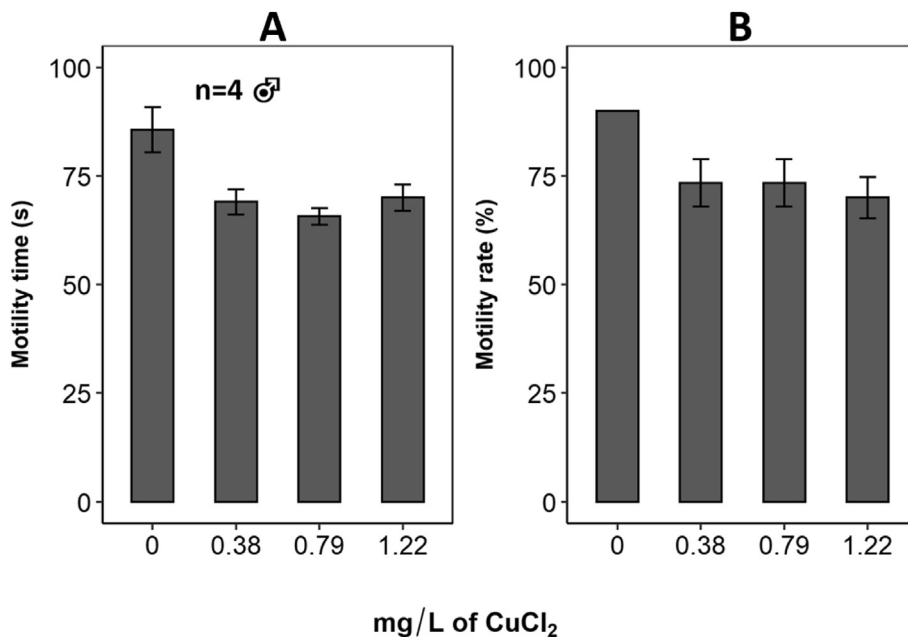 A
n=4 ♂
Motility time (s)
100
75
50
25
0
0 0.38 0.79 1.22
B
Motility rate (%)
100
75
50
25
0
0 0.38 0.79 1.22
mg/L of CuCl₂